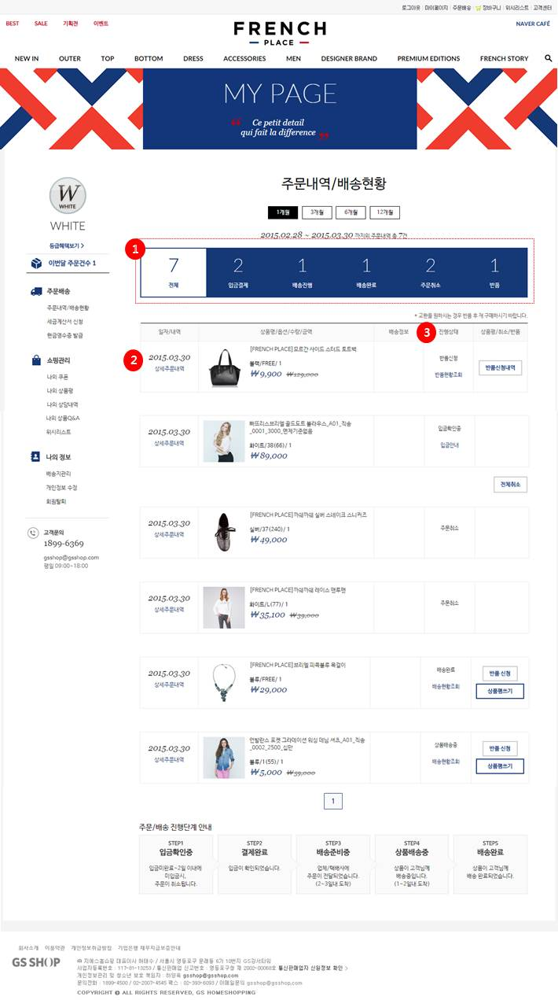 로그아웃 | 마이페이지 | 주문배송 | 장바구니 | 위시리스트 | 고객센터
BEST SALE 기획전 이벤트
FRENCH
PLACE
NAVER CAFÉ
NEW IN OUTER TOP BOTTOM DRESS ACCESSORIES MEN DESIGNER BRAND PREMIUM EDITIONS FRENCH STORY
MY PAGE
“ Ce petit detail
qui fait la difference ”
W
WHITE
WHITE
등급혜택보기 >
이번달 주문건수 1
주문배송
주문내역/배송현황
세금계산서 신청
현금영수증 발급
쇼핑관리
나의 쿠폰
나의 상품평
나의 상담내역
나의 상품Q&A
위시리스트
나의 정보
배송지관리
개인정보 수정
회원탈퇴
고객문의
1899-6369
gsshop@gsshop.com
평일 09:00~18:00
주문내역/배송현황
1개월 3개월 6개월 12개월
2015.02.28 ~ 2015.03.30 까지의 주문내역 총 7건
1
7 2 1 1 2 1
전체 입금결제 배송진행 배송완료 주문취소 반품
* 교환을 원하시는 경우 반품 후 재 구매하시기 바랍니다.
일자/내역 상품명/옵션/수량/금액 배송정보 3 진행상태 상품평/취소/반품
2
2015.03.30
상세주문내역
[FRENCH PLACE]모르간 사이드 스터드 토트백
블랙/FREE/ 1
₩9,900 ₩129,000
반품신청
반품현황조회
반품신청내역
2015.03.30
상세주문내역
빠뜨리스브리엘 골드도트 블라우스_A01_직송
_0001_3000_면제기준없음
화이트/38(66)/ 1
₩89,000
입금확인중
입금안내
전체취소
2015.03.30
상세주문내역
[FRENCH PLACE]까쉐까쉐 실버 스네이크 스니커즈
실버/37(240)/ 1
₩49,000
주문취소
2015.03.30
상세주문내역
[FRENCH PLACE]까쉐까쉐 레이스 맨투맨
화이트/L(77)/ 1
₩35,100 ₩39,000
주문취소
2015.03.30
상세주문내역
[FRENCH PLACE]브리엘 피콕블루 목걸이
블루/FREE/ 1
₩29,000
배송완료
배송현황조회
반품 신청
상품평쓰기
2015.03.30
상세주문내역
언발란스 포켓 그라데이션 워싱 데님 셔츠_A01_직송
_0002_2500_십만
블루/1(55)/ 1
₩5,000 ₩59,000
상품배송중
배송현황조회
반품 신청
상품평쓰기
1
주문/배송 진행단계 안내
STEP1
입금확인중
입금미완료~2일 이내에
미입금시,
주문이 취소됩니다.
STEP2
결제완료
입금이 확인되었습니다.
STEP3
배송준비중
업체/택배사에
주문이 전달되었습니다.
(2~3일내 도착)
STEP4
상품배송중
상품이 고객님께
배송중입니다.
(1~2일내 도착)
STEP5
배송완료
상품이 고객님께
배송 완료되었습니다.
회사소개 이용약관 개인정보취급방침 기업은행 채무지급보증안내
GS SHOP
㈜ 지에스홈쇼핑 대표이사 허태수 / 서울시 영등포구 문래동 6가 10번지 GS강서타워
사업자등록번호 : 117-81-13253 / 통신판매업 신고번호 : 영등포구청 제 2002-00068호 통신판매업자 신원정보 확인 >
개인정보관리 및 청소년 보호 책임자 : 하양욱 gsshop@gsshop.com
문의전화 : 1899-4500 / 02-2007-4545 팩스 : 02-393-6093 / 이메일문의 gsshop@gsshop.com
COPYRIGHT © ALL RIGHTS RESERVED, GS HOMESHOPPING